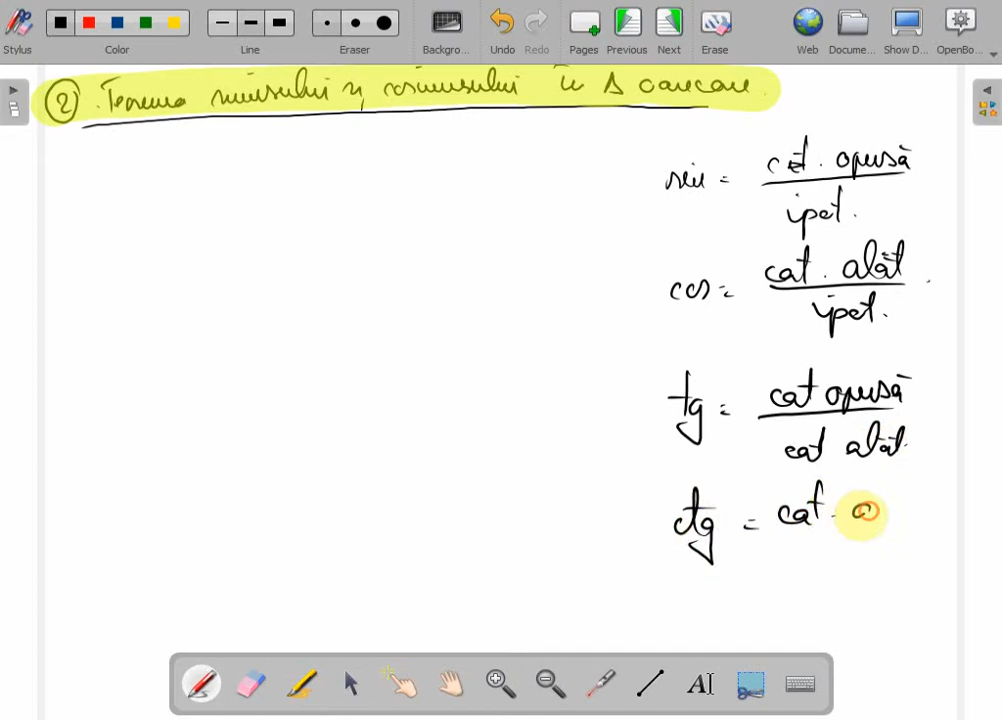 Stylus Color Line Eraser Backgro... Undo Redo Pages Previous Next Erase Web Docume... Show D... OpenBo...
2 . Teorema sinusului și cosinusului în Δ oarecare.
sin = cat. opusă
ipot.
cos = cat. alăt
ipot.
tg = cat opusă
cat alăt.
ctg = cat. a